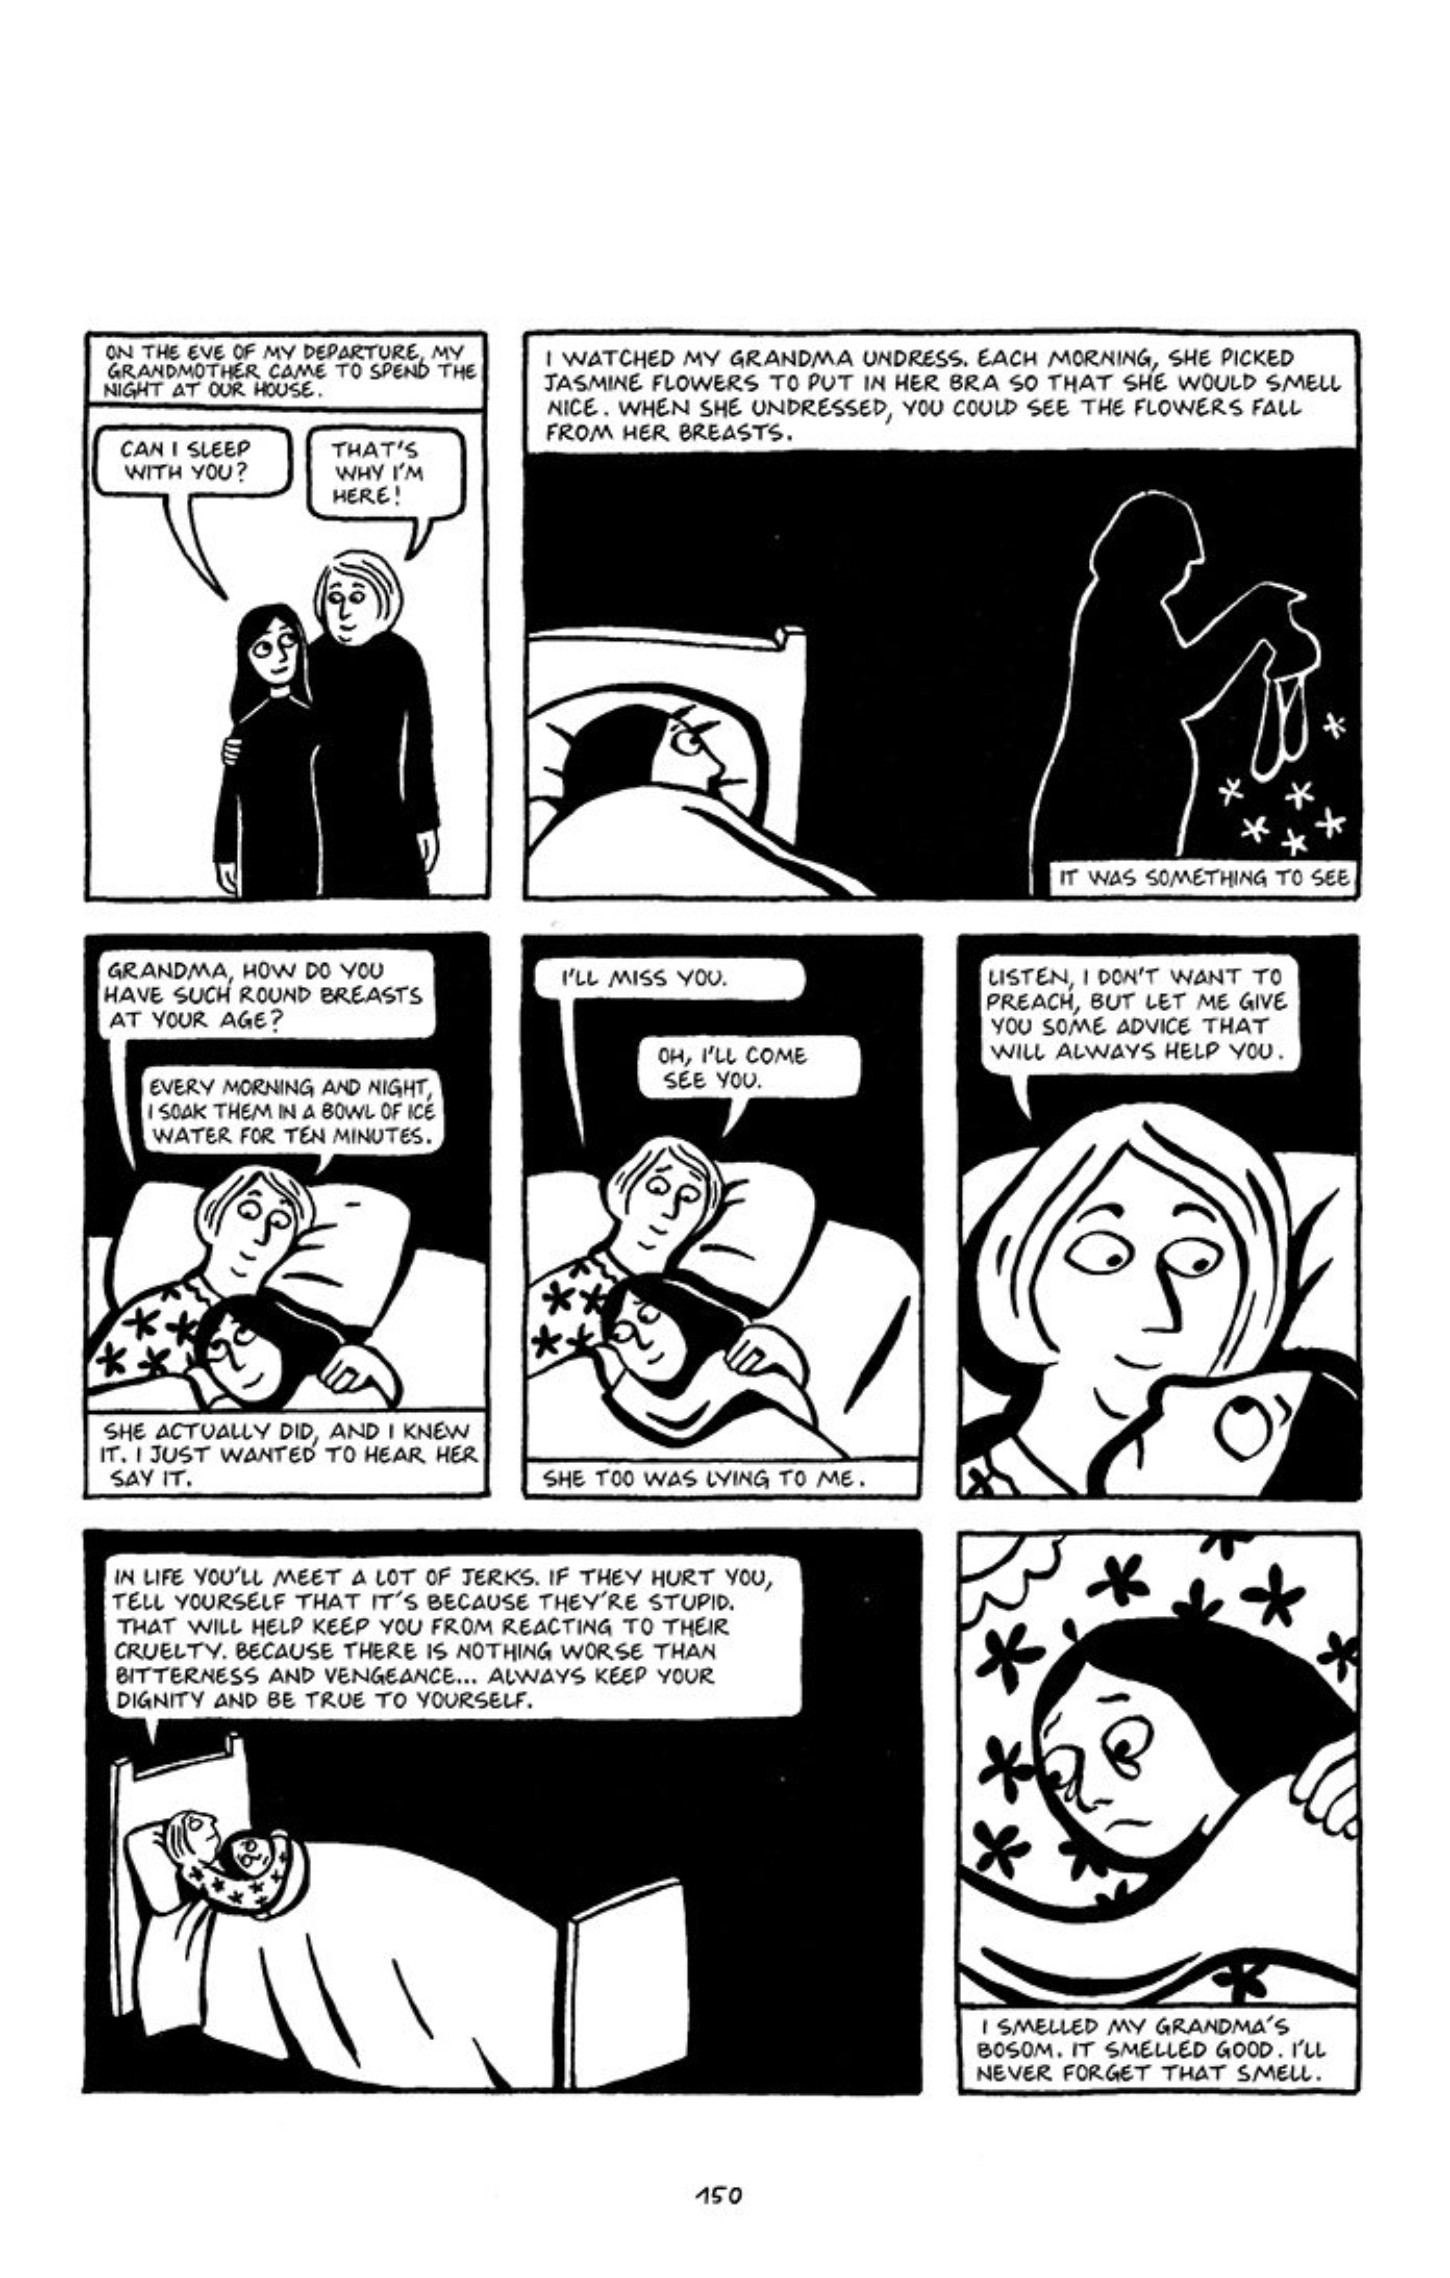 ON THE EVE OF MY DEPARTURE, MY
GRANDMOTHER CAME TO SPEND THE
NIGHT AT OUR HOUSE.
CAN I SLEEP
WITH YOU?
THAT'S
WHY I'M
HERE!
I WATCHED MY GRANDMA UNDRESS. EACH MORNING, SHE PICKED
JASMINE FLOWERS TO PUT IN HER BRA SO THAT SHE WOULD SMELL
NICE. WHEN SHE UNDRESSED, YOU COULD SEE THE FLOWERS FALL
FROM HER BREASTS.
IT WAS SOMETHING TO SEE
GRANDMA, HOW DO YOU
HAVE SUCH ROUND BREASTS
AT YOUR AGE?
EVERY MORNING AND NIGHT,
I SOAK THEM IN A BOWL OF ICE
WATER FOR TEN MINUTES.
SHE ACTUALLY DID, AND I KNEW
IT. I JUST WANTED TO HEAR HER
SAY IT.
I'LL MISS YOU.
OH, I'LL COME
SEE YOU.
SHE TOO WAS LYING TO ME.
LISTEN, I DON'T WANT TO
PREACH, BUT LET ME GIVE
YOU SOME ADVICE THAT
WILL ALWAYS HELP YOU.
IN LIFE YOU'LL MEET A LOT OF JERKS. IF THEY HURT YOU,
TELL YOURSELF THAT IT'S BECAUSE THEY'RE STUPID.
THAT WILL HELP KEEP YOU FROM REACTING TO THEIR
CRUELTY. BECAUSE THERE IS NOTHING WORSE THAN
BITTERNESS AND VENGEANCE... ALWAYS KEEP YOUR
DIGNITY AND BE TRUE TO YOURSELF.
I SMELLED MY GRANDMA'S
BOSOM. IT SMELLED GOOD. I'LL
NEVER FORGET THAT SMELL.
150